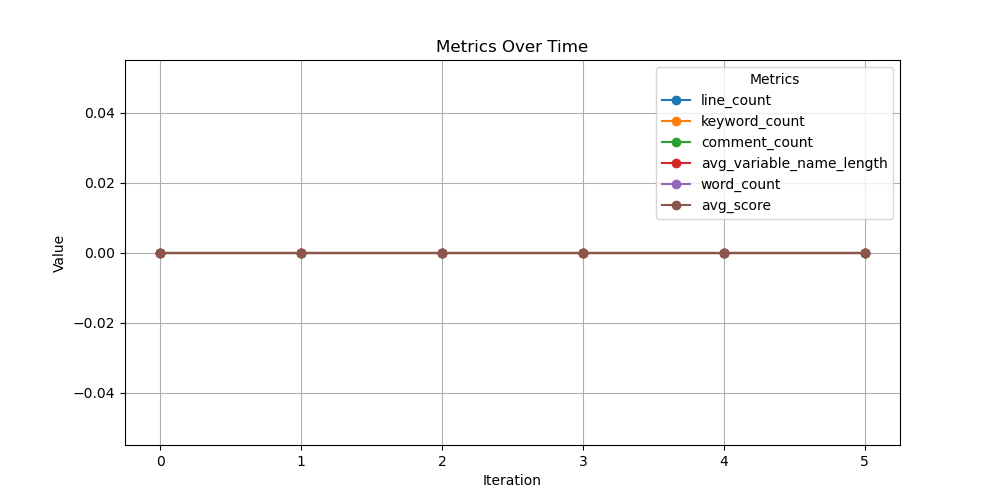 Metrics Over Time
Metrics
line_count
keyword_count
comment_count
avg_variable_name_length
word_count
avg_score
Value
0.04
0.02
0.00
−0.02
−0.04
0 1 2 3 4 5
Iteration